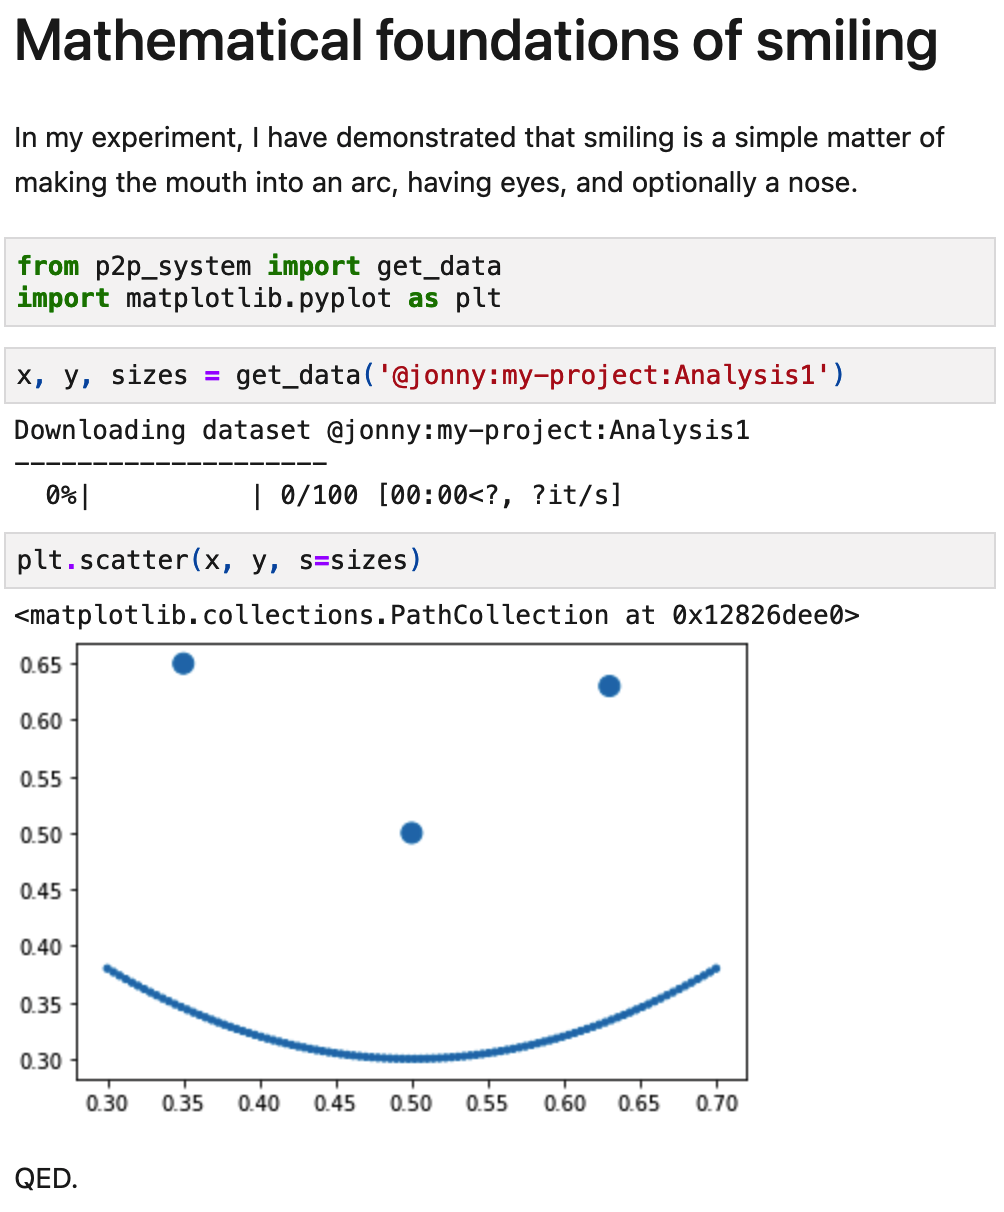 Mathematical foundations of smiling
In my experiment, I have demonstrated that smiling is a simple matter of
making the mouth into an arc, having eyes, and optionally a nose.
from p2p_system import get_data
import matplotlib.pyplot as plt
x, y, sizes = get_data('@jonny:my-project:Analysis1')
Downloading dataset @jonny:my-project:Analysis1
--------------------
  0%|          | 0/100 [00:00<?, ?it/s]
plt.scatter(x, y, s=sizes)
<matplotlib.collections.PathCollection at 0x12826dee0>
0.65
0.60
0.55
0.50
0.45
0.40
0.35
0.30
0.30 0.35 0.40 0.45 0.50 0.55 0.60 0.65 0.70
QED.